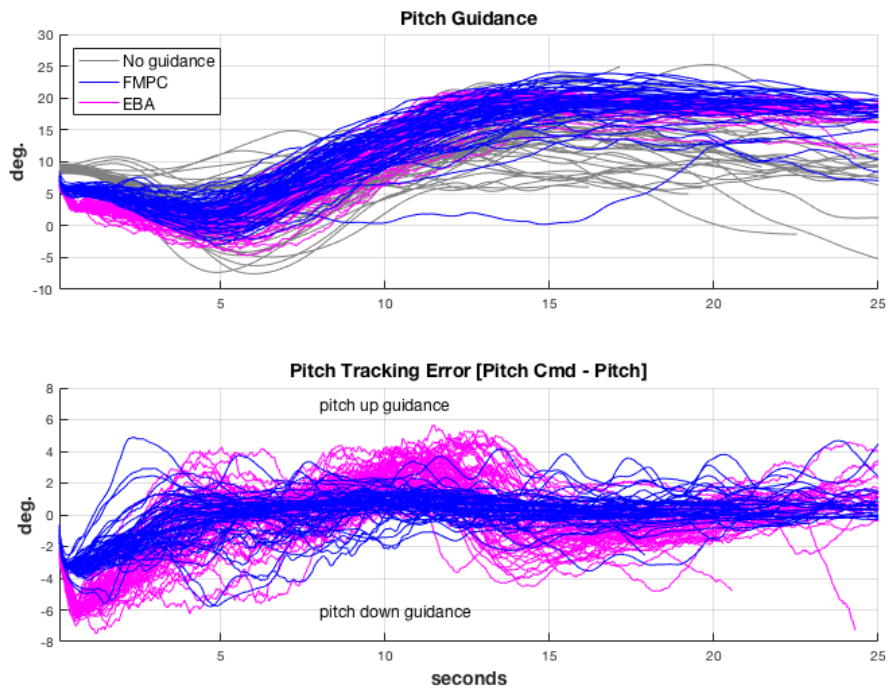 Pitch Guidance
30
25
20
15
10
5
0
-5
-10
deg.
No guidance
FMPC
EBA
5
10
15
20
25
Pitch Tracking Error [Pitch Cmd - Pitch]
8
6
4
2
0
-2
-4
-6
-8
deg.
pitch up guidance
pitch down guidance
5
10
15
20
25
seconds